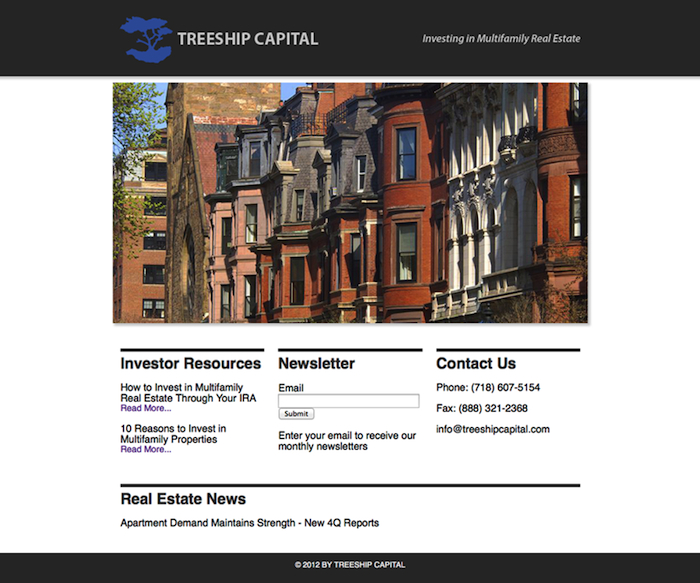 TREESHIP CAPITAL
Investing in Multifamily Real Estate
Investor Resources
How to Invest in Multifamily
Real Estate Through Your IRA
Read More...
10 Reasons to Invest in
Multifamily Properties
Read More...
Newsletter
Email
Submit
Enter your email to receive our
monthly newsletters
Contact Us
Phone: (718) 607-5154
Fax: (888) 321-2368
info@treeshipcapital.com
Real Estate News
Apartment Demand Maintains Strength - New 4Q Reports
© 2012 BY TREESHIP CAPITAL